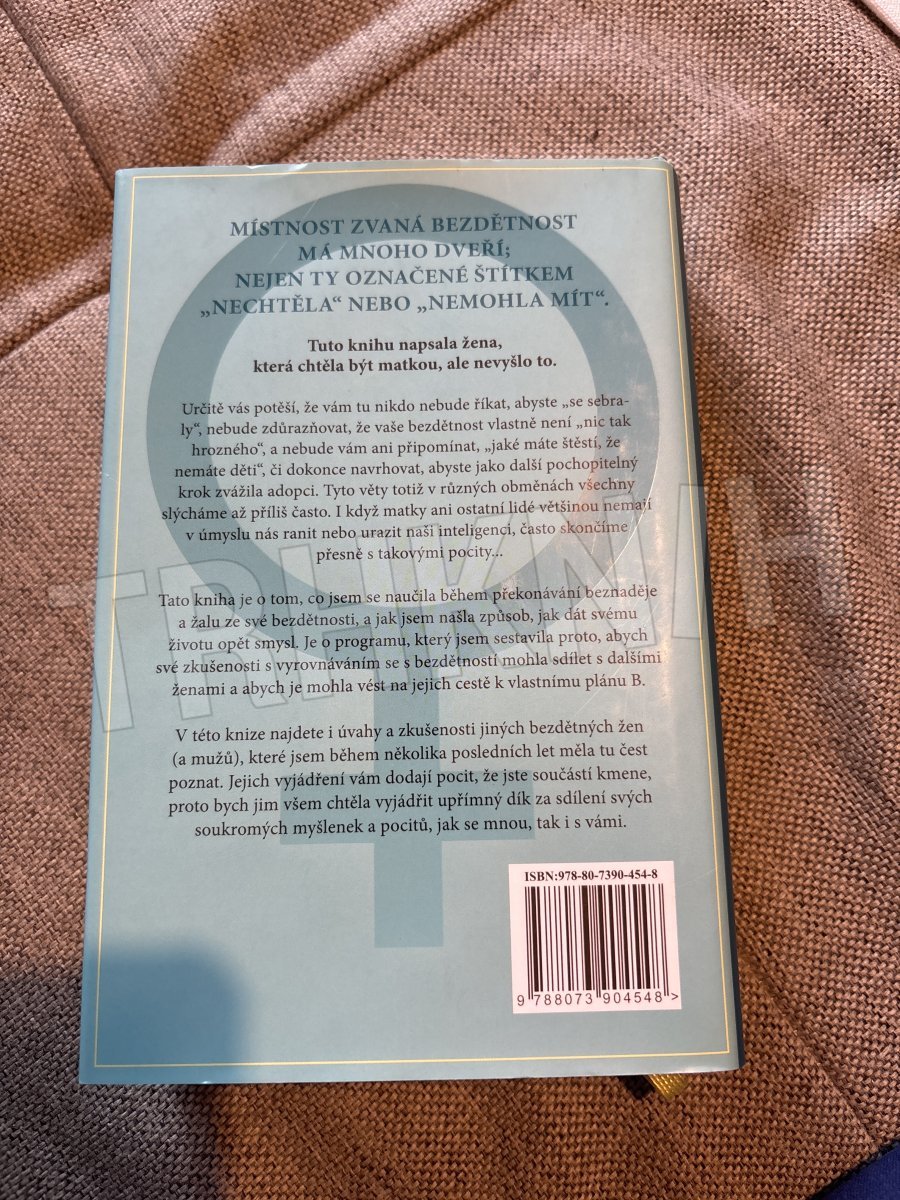 MÍSTNOST ZVANÁ BEZDĚTNOST
MÁ MNOHO DVEŘÍ;
NEJEN TY OZNAČENÉ ŠTÍTKEM
„NECHTĚLA“ NEBO „NEMOHLA MÍT“.
Tuto knihu napsala žena,
která chtěla být matkou, ale nevyšlo to.
Určitě vás potěší, že vám tu nikdo nebude říkat, abyste „se sebra-
ly“, nebude zdůrazňovat, že vaše bezdětnost vlastně není „nic tak
hrozného“, a nebude vám ani připomínat, „jaké máte štěstí, že
nemáte děti“, či dokonce navrhovat, abyste jako další pochopitelný
krok zvážila adopci. Tyto věty totiž v různých obměnách všechny
slýcháme až příliš často. I když matky ani ostatní lidé většinou nemají
v úmyslu nás ranit nebo urazit naši inteligenci, často skončíme
přesně s takovými pocity...
Tato kniha je o tom, co jsem se naučila během překonávání beznaděje
a žalu ze své bezdětnosti, a jak jsem našla způsob, jak dát svému
životu opět smysl. Je o programu, který jsem sestavila proto, abych
své zkušenosti s vyrovnáváním se s bezdětností mohla sdílet s dalšími
ženami a abych je mohla vést na jejich cestě k vlastnímu plánu B.
V této knize najdete i úvahy a zkušenosti jiných bezdětných žen
(a mužů), které jsem během několika posledních let měla tu čest
poznat. Jejich vyjádření vám dodají pocit, že jste součástí kmene,
proto bych jim všem chtěla vyjádřit upřímný dík za sdílení svých
soukromých myšlenek a pocitů, jak se mnou, tak i s vámi.
TRHKNIH
ISBN:978-80-7390-454-8
9 788073 904548 >